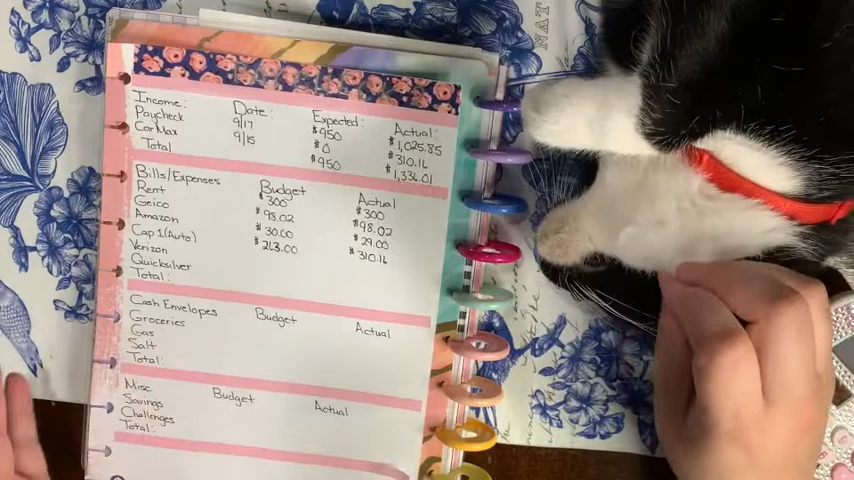 Income: Date: Expected: Actual:
Paycheck 9/17 $950 $1,025.85
CarMax 9/15 $0 $310.15
Total $950 $1,336.01
Bills/Expenses Budget Actual
Rent $300 $300
Geico $98.02 $98.02
Amazon $30.00 $29.00
Cap 1 (Auto) $213.00 $310.15
Verizon
Quicksilver
Total:
Cash Envelopes Budget Actual
Groceries
Gas
Salt
Total:
Misc Budget Actual
Savings
Challenges
Total: